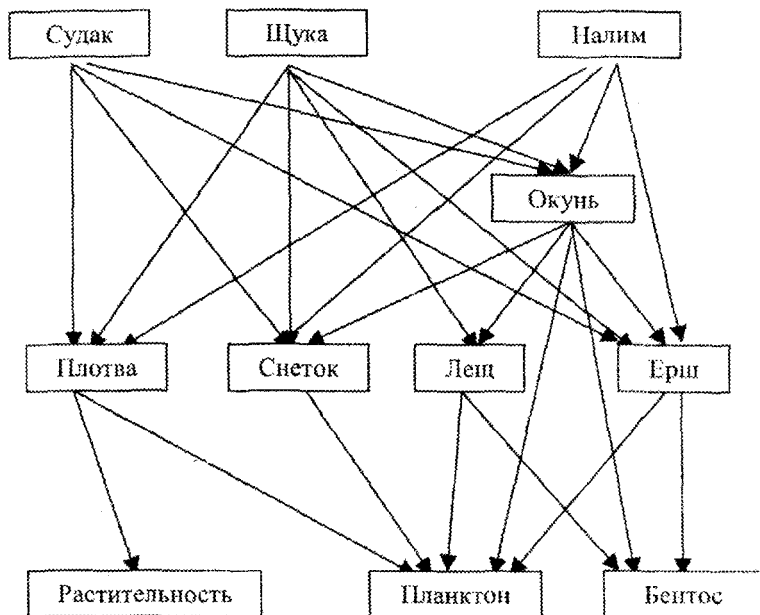 Судак
Щука
Налим
Окунь
Плотва
Снеток
Лещ
Ерш
Растительность
Планктон
Бентос